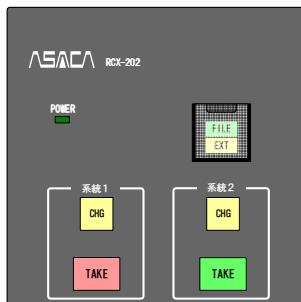 ASACA RCX-202
POWER
FILE
EXT
系統1 系統2
CHG CHG
TAKE TAKE